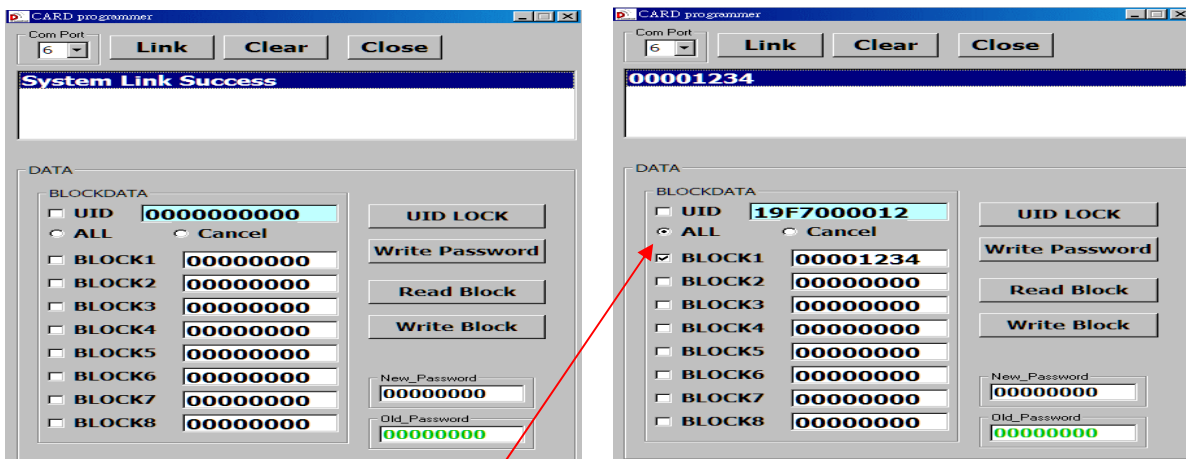 CARD programmer
Com Port
6
Link
Clear
Close
System Link Success
DATA
BLOCKDATA
UID 0000000000
ALL Cancel
BLOCK1 00000000
BLOCK2 00000000
BLOCK3 00000000
BLOCK4 00000000
BLOCK5 00000000
BLOCK6 00000000
BLOCK7 00000000
BLOCK8 00000000
UID LOCK
Write Password
Read Block
Write Block
New_Password
00000000
Old_Password
00000000
CARD programmer
Com Port
6
Link
Clear
Close
00001234
DATA
BLOCKDATA
UID 19F7000012
ALL Cancel
BLOCK1 00001234
BLOCK2 00000000
BLOCK3 00000000
BLOCK4 00000000
BLOCK5 00000000
BLOCK6 00000000
BLOCK7 00000000
BLOCK8 00000000
UID LOCK
Write Password
Read Block
Write Block
New_Password
00000000
Old_Password
00000000